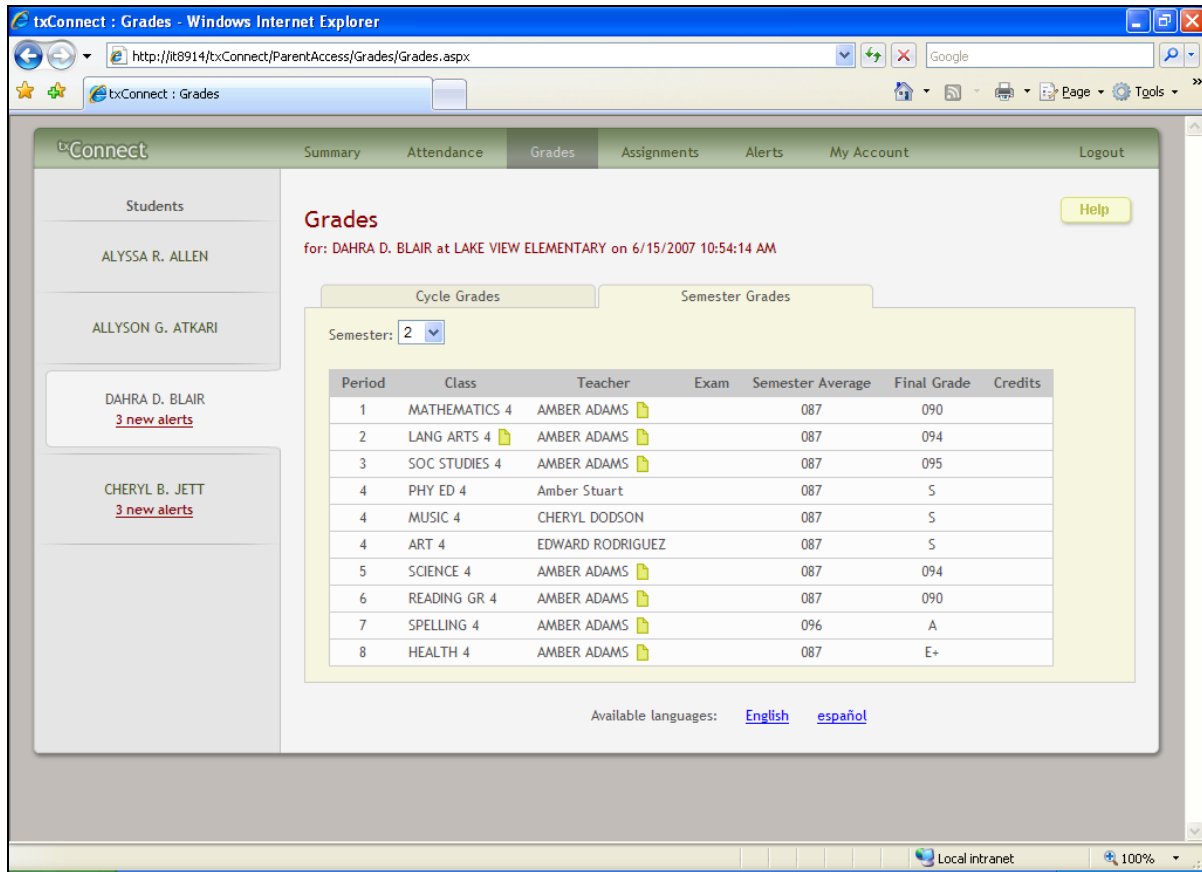 txConnect : Grades - Windows Internet Explorer
http://it8914/txConnect/ParentAccess/Grades/Grades.aspx
Google
txConnect : Grades
Page
Tools
»
txConnect
Summary Attendance Grades Assignments Alerts My Account Logout
Students
ALYSSA R. ALLEN
ALLYSON G. ATKARI
DAHRA D. BLAIR
3 new alerts
CHERYL B. JETT
3 new alerts
Help
Grades
for: DAHRA D. BLAIR at LAKE VIEW ELEMENTARY on 6/15/2007 10:54:14 AM
Cycle Grades Semester Grades
Semester: 2
Period Class Teacher Exam Semester Average Final Grade Credits
1 MATHEMATICS 4 AMBER ADAMS 087 090
2 LANG ARTS 4 AMBER ADAMS 087 094
3 SOC STUDIES 4 AMBER ADAMS 087 095
4 PHY ED 4 Amber Stuart 087 S
4 MUSIC 4 CHERYL DODSON 087 S
4 ART 4 EDWARD RODRIGUEZ 087 S
5 SCIENCE 4 AMBER ADAMS 087 094
6 READING GR 4 AMBER ADAMS 087 090
7 SPELLING 4 AMBER ADAMS 096 A
8 HEALTH 4 AMBER ADAMS 087 E+
Available languages: English español
Local intranet 100%